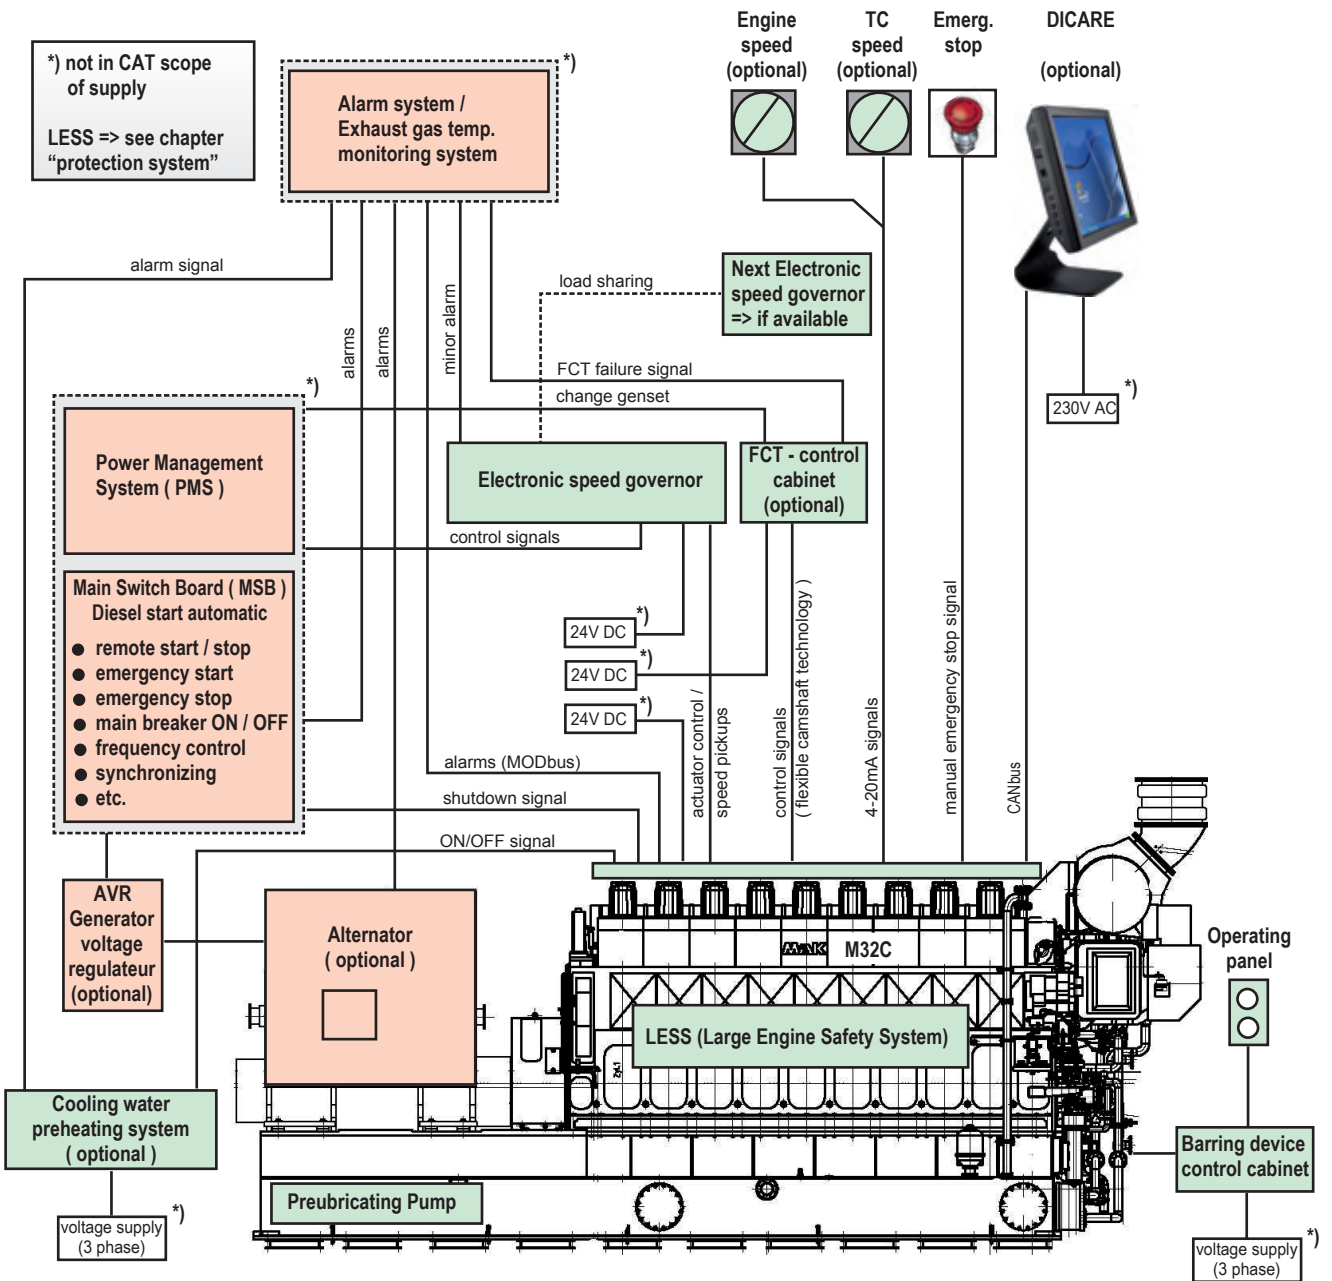 *) not in CAT scope
of supply
LESS => see chapter
“protection system”
*)
Alarm system /
Exhaust gas temp.
monitoring system
Engine
speed
(optional)
TC
speed
(optional)
Emerg.
stop
DICARE
(optional)
alarm signal
alarms
alarms
minor alarm
load sharing
Next Electronic
speed governor
=> if available
FCT failure signal
change genset
*)
230V AC
*)
Power Management
System ( PMS )
Electronic speed governor
FCT - control
cabinet
(optional)
control signals
Main Switch Board ( MSB )
Diesel start automatic
● remote start / stop
● emergency start
● emergency stop
● main breaker ON / OFF
● frequency control
● synchronizing
● etc.
24V DC
*)
24V DC
*)
24V DC
*)
actuator control /
speed pickups
control signals
( flexible camshaft technology )
4-20mA signals
manual emergency stop signal
CANbus
alarms (MODbus)
shutdown signal
ON/OFF signal
AVR
Generator
voltage
regulateur
(optional)
Alternator
( optional )
MaK
M32C
Operating
panel
LESS (Large Engine Safety System)
Zyl.1
Cooling water
preheating system
( optional )
Barring device
control cabinet
Preubricating Pump
voltage supply
(3 phase)
*)
voltage supply
(3 phase)
*)